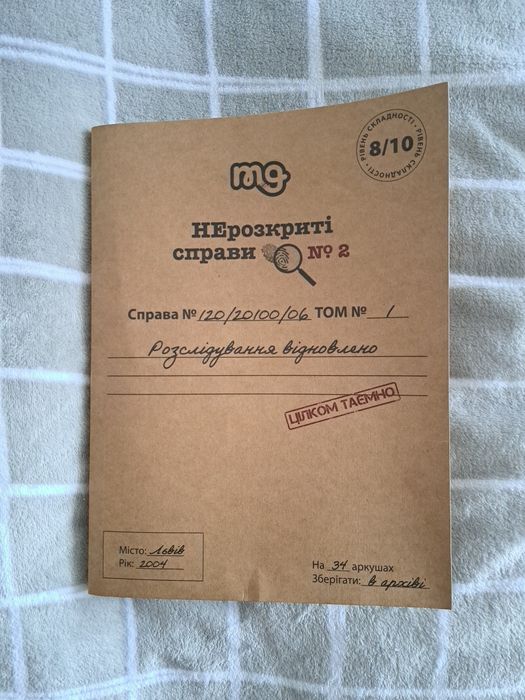 РІВЕНЬ СКЛАДНОСТІ • РІВЕНЬ СКЛАДНОСТІ •
8/10
mg
НЕрозкриті
справи № 2
Справа № 120/20100/06 ТОМ № 1
Розслідування відновлено
ЦІЛКОМ ТАЄМНО
Місто: Львів
Рік: 2004
На 34 аркушах
Зберігати: в архіві